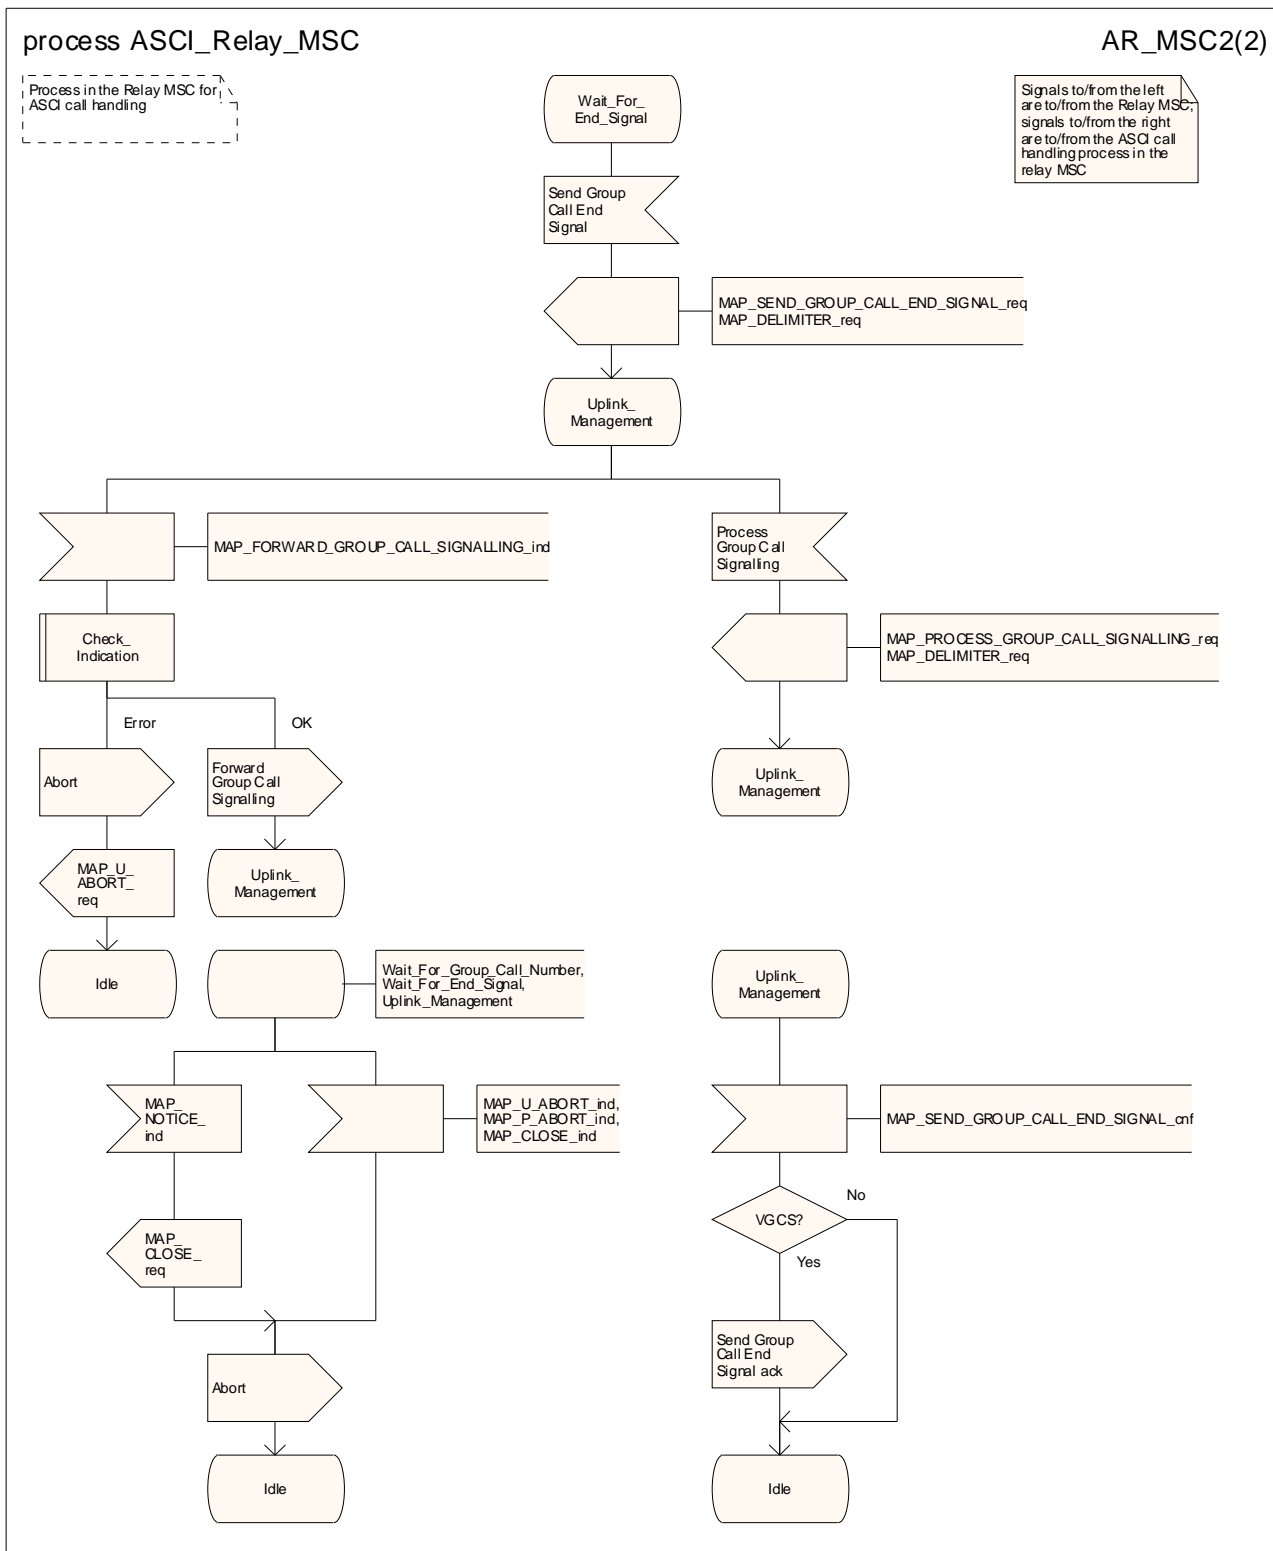 process ASCI_Relay_MSC
AR_MSC2(2)
Process in the Relay MSC for
ASCI call handling
Wait_For_
End_Signal
Signals to/from the left
are to/from the Relay MSC;
signals to/from the right
are to/from the ASCI call
handling process in the
relay MSC
Send Group
Call End
Signal
MAP_SEND_GROUP_CALL_END_SIGNAL_req
MAP_DELIMITER_req
Uplink_
Management
MAP_FORWARD_GROUP_CALL_SIGNALLING_ind
Process
Group Call
Signalling
Check_
Indication
MAP_PROCESS_GROUP_CALL_SIGNALLING_req
MAP_DELIMITER_req
Error
OK
Abort
Forward
Group Call
Signalling
Uplink_
Management
MAP_U_
ABORT_
req
Uplink_
Management
Idle
Wait_For_Group_Call_Number,
Wait_For_End_Signal,
Uplink_Management
Uplink_
Management
MAP_
NOTICE_
ind
MAP_U_ABORT_ind,
MAP_P_ABORT_ind,
MAP_CLOSE_ind
MAP_SEND_GROUP_CALL_END_SIGNAL_cnf
No
VGCS?
Yes
MAP_
CLOSE_
req
Send Group
Call End
Signal ack
Abort
Idle
Idle